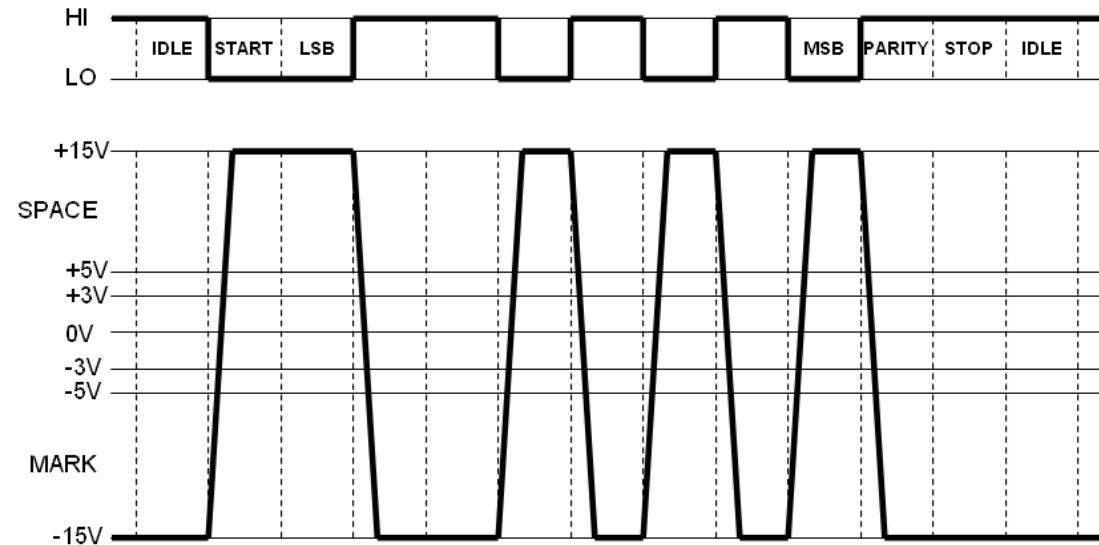 HI
IDLE START LSB MSB PARITY STOP IDLE
LO
+15V
SPACE
+5V
+3V
0V
-3V
-5V
MARK
-15V